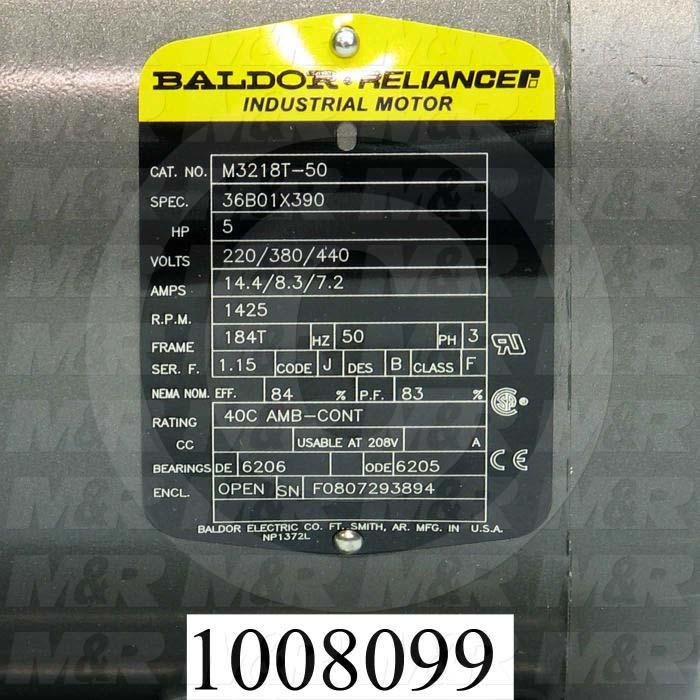 BALDOR · RELIANCE
INDUSTRIAL MOTOR
CAT. NO. M3218T-50
SPEC. 36B01X390
HP 5
VOLTS 220/380/440
AMPS 14.4/8.3/7.2
R.P.M. 1425
FRAME 184T HZ 50 PH 3
SER. F. 1.15 CODE J DES B CLASS F
NEMA NOM. EFF. 84 % P.F. 83 %
RATING 40C AMB-CONT
CC USABLE AT 208V A
BEARINGS DE 6206 ODE 6205
ENCL. OPEN SN F0807293894
BALDOR ELECTRIC CO. FT. SMITH, AR. MFG. IN U.S.A.
NP1372L
CE
M&R
1008099